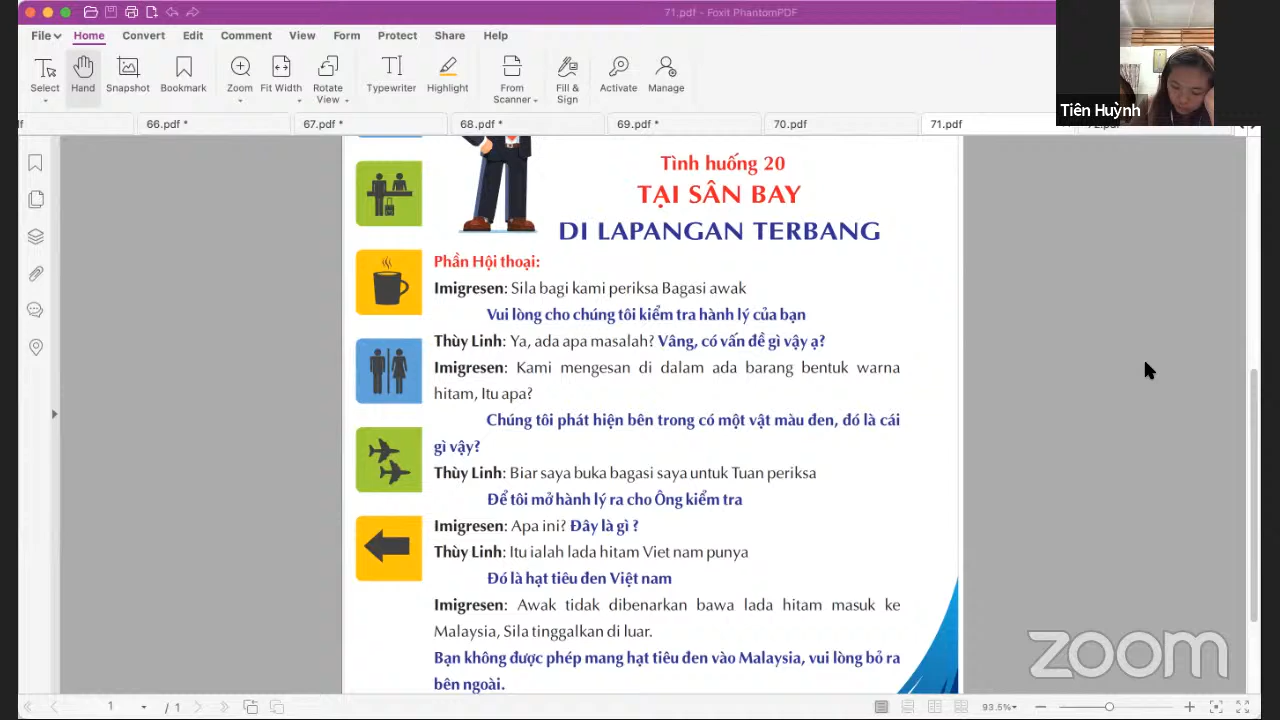 71.pdf - Foxit PhantomPDF
File Home Convert Edit Comment View Form Protect Share Help
Select Hand Snapshot Bookmark Zoom Fit Width Rotate View Typewriter Highlight From Scanner Fill & Sign Activate Manage
Tiên Huỳnh
66.pdf * 67.pdf * 68.pdf * 69.pdf * 70.pdf 71.pdf
Tình huống 20
TẠI SÂN BAY
DI LAPANGAN TERBANG
Phần Hội thoại:
Imigresen: Sila bagi kami periksa Bagasi awak
Vui lòng cho chúng tôi kiểm tra hành lý của bạn
Thùy Linh: Ya, ada apa masalah? Vâng, có vấn đề gì vậy ạ?
Imigresen: Kami mengesan di dalam ada barang bentuk warna
hitam, Itu apa?
Chúng tôi phát hiện bên trong có một vật màu đen, đó là cái
gì vậy?
Thùy Linh: Biar saya buka bagasi saya untuk Tuan periksa
Để tôi mở hành lý ra cho Ông kiểm tra
Imigresen: Apa ini? Đây là gì ?
Thùy Linh: Itu ialah lada hitam Viet nam punya
Đó là hạt tiêu đen Việt nam
Imigresen: Awak tidak dibenarkan bawa lada hitam masuk ke
Malaysia, Sila tinggalkan di luar.
Bạn không được phép mang hạt tiêu đen vào Malaysia, vui lòng bỏ ra
bên ngoài.
zoom
1 / 1 93.5%